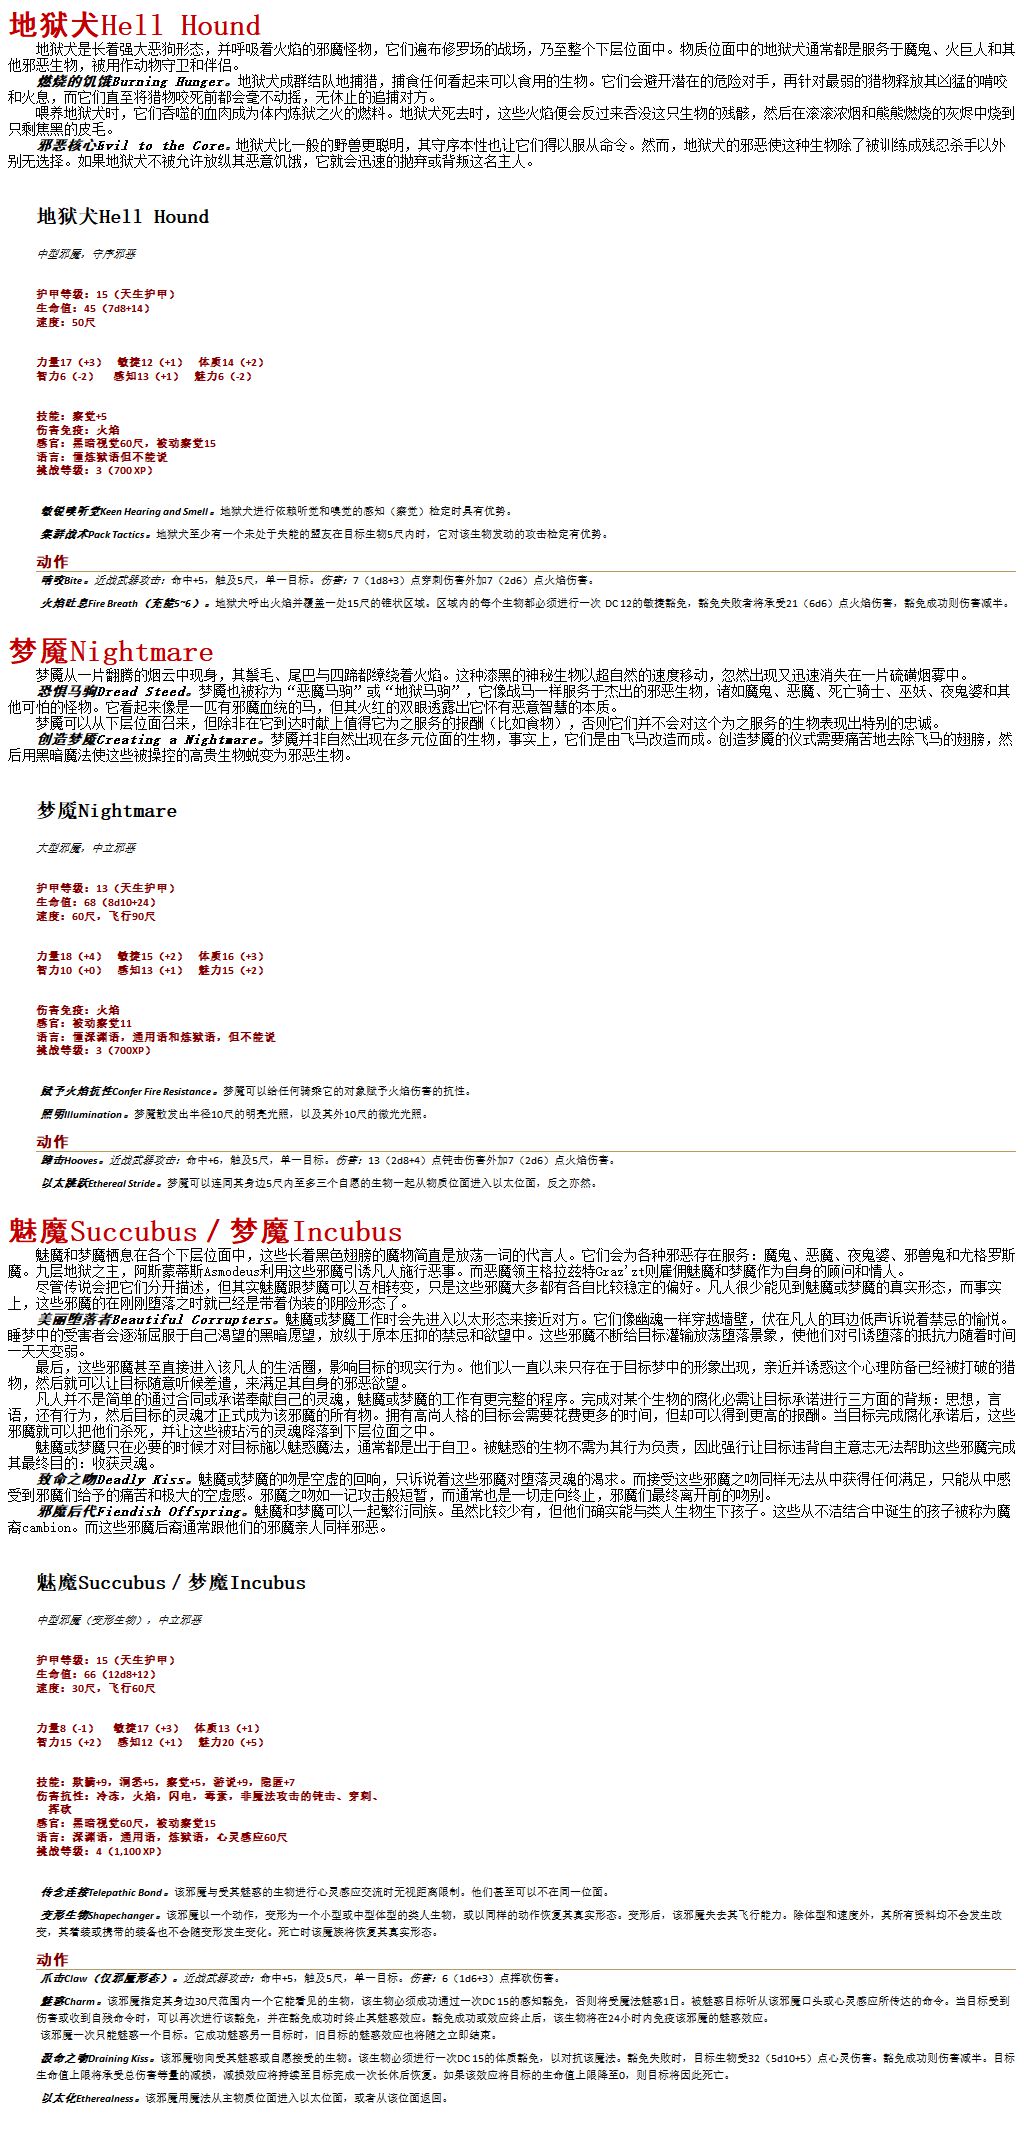 地狱犬Hell Hound
地狱犬是长着强大恶狗形态，并呼吸着火焰的邪魔怪物，它们遍布修罗场的战场，乃至整个下层位面中。物质位面中的地狱犬通常都是服务于魔鬼、火巨人和其
他邪恶生物，被用作动物守卫和伴侣。
燃烧的饥饿Burning Hunger。地狱犬成群结队地捕猎，捕食任何看起来可以食用的生物。它们会避开潜在的危险对手，再针对最弱的猎物释放其凶猛的啃咬
和火息，而它们直至将猎物咬死前都会毫不动摇，无休止的追捕对方。
喂养地狱犬时，它们吞噬的血肉成为体内炼狱之火的燃料。地狱犬死去时，这些火焰便会反过来吞没这只生物的残骸，然后在滚滚浓烟和熊熊燃烧的灰烬中烧到
只剩焦黑的皮毛。
邪恶核心Evil to the Core。地狱犬比一般的野兽更聪明，其守序本性也让它们得以服从命令。然而，地狱犬的邪恶使这种生物除了被训练成残忍杀手以外
别无选择。如果地狱犬不被允许放纵其恶意饥饿，它就会迅速的抛弃或背叛这名主人。
地狱犬Hell Hound
中型邪魔，守序邪恶
护甲等级：15（天生护甲）
生命值：45（7d8+14）
速度：50尺
力量17（+3） 敏捷12（+1） 体质14（+2）
智力6（-2） 感知13（+1） 魅力6（-2）
技能：察觉+5
伤害免疫：火焰
感官：黑暗视觉60尺，被动察觉15
语言：懂炼狱语但不能说
挑战等级：3（700 XP）
敏锐嗅听觉Keen Hearing and Smell。地狱犬进行依赖听觉和嗅觉的感知（察觉）检定时具有优势。
集群战术Pack Tactics。地狱犬至少有一个未处于失能的盟友在目标生物5尺内时，它对该生物发动的攻击检定有优势。
动作
啃咬Bite。近战武器攻击：命中+5，触及5尺，单一目标。伤害：7（1d8+3）点穿刺伤害外加7（2d6）点火焰伤害。
火焰吐息Fire Breath（充能5~6）。地狱犬呼出火焰并覆盖一处15尺的锥状区域。区域内的每个生物都必须进行一次 DC 12的敏捷豁免，豁免失败者将承受21（6d6）点火焰伤害，豁免成功则伤害减半。
梦魇Nightmare
梦魇从一片翻腾的烟云中现身，其鬃毛、尾巴与四蹄都缭绕着火焰。这种漆黑的神秘生物以超自然的速度移动，忽然出现又迅速消失在一片硫磺烟雾中。
恐惧马驹Dread Steed。梦魇也被称为“恶魔马驹”或“地狱马驹”，它像战马一样服务于杰出的邪恶生物，诸如魔鬼、恶魔、死亡骑士、巫妖、夜鬼婆和其
他可怕的怪物。它看起来像是一匹有邪魔血统的马，但其火红的双眼透露出它怀有恶意智慧的本质。
梦魇可以从下层位面召来，但除非在它到达时献上值得它为之服务的报酬（比如食物），否则它们并不会对这个为之服务的生物表现出特别的忠诚。
创造梦魇Creating a Nightmare。梦魇并非自然出现在多元位面的生物，事实上，它们是由飞马改造而成。创造梦魇的仪式需要痛苦地去除飞马的翅膀，然
后用黑暗魔法使这些被操控的高贵生物蜕变为邪恶生物。
梦魇Nightmare
大型邪魔，中立邪恶
护甲等级：13（天生护甲）
生命值：68（8d10+24）
速度：60尺，飞行90尺
力量18（+4） 敏捷15（+2） 体质16（+3）
智力10（+0） 感知13（+1） 魅力15（+2）
伤害免疫：火焰
感官：被动察觉11
语言：懂深渊语，通用语和炼狱语，但不能说
挑战等级：3（700XP）
赋予火焰抗性Confer Fire Resistance。梦魇可以给任何骑乘它的对象赋予火焰伤害的抗性。
照明Illumination。梦魇散发出半径10尺的明亮光照，以及其外10尺的微光光照。
动作
蹄击Hooves。近战武器攻击：命中+6，触及5尺，单一目标。伤害：13（2d8+4）点钝击伤害外加7（2d6）点火焰伤害。
以太腾跃Ethereal Stride。梦魇可以连同其身边5尺内至多三个自愿的生物一起从物质位面进入以太位面，反之亦然。
魅魔Succubus／梦魔Incubus
魅魔和梦魔栖息在各个下层位面中，这些长着黑色翅膀的魔物简直是放荡一词的代言人。它们会为各种邪恶存在服务：魔鬼、恶魔、夜鬼婆、邪兽鬼和尤格罗斯
魔。九层地狱之主，阿斯蒙蒂斯Asmodeus利用这些邪魔引诱凡人施行恶事。而恶魔领主格拉兹特Graz'zt则雇佣魅魔和梦魔作为自身的顾问和情人。
尽管传说会把它们分开描述，但其实魅魔跟梦魔可以互相转变，只是这些邪魔大多都有各自比较稳定的偏好。凡人很少能见到魅魔或梦魔的真实形态，而事实
上，这些邪魔的在刚刚堕落之时就已经是带着伪装的阴险形态了。
美丽堕落者Beautiful Corrupters。魅魔或梦魔工作时会先进入以太形态来接近对方。它们像幽魂一样穿越墙壁，伏在凡人的耳边低声诉说着禁忌的愉悦。
睡梦中的受害者会逐渐屈服于自己渴望的黑暗愿望，放纵于原本压抑的禁忌和欲望中。这些邪魔不断给目标灌输放荡堕落景象，使他们对引诱堕落的抵抗力随着时间
一天天变弱。
最后，这些邪魔甚至直接进入该凡人的生活圈，影响目标的现实行为。他们以一直以来只存在于目标梦中的形象出现，亲近并诱惑这个心理防备已经被打破的猎
物，然后就可以让目标随意听候差遣，来满足其自身的邪恶欲望。
凡人并不是简单的通过合同或承诺奉献自己的灵魂，魅魔或梦魔的工作有更完整的程序。完成对某个生物的腐化必需让目标承诺进行三方面的背叛：思想，言
语，还有行为，然后目标的灵魂才正式成为该邪魔的所有物。拥有高尚人格的目标会需要花费更多的时间，但却可以得到更高的报酬。当目标完成腐化承诺后，这些
邪魔就可以把他们杀死，并让这些被玷污的灵魂降落到下层位面之中。
魅魔或梦魔只在必要的时候才对目标施以魅惑魔法，通常都是出于自卫。被魅惑的生物不需为其行为负责，因此强行让目标违背自主意志无法帮助这些邪魔完成
其最终目的：收获灵魂。
致命之吻Deadly Kiss。魅魔或梦魔的吻是空虚的回响，只诉说着这些邪魔对堕落灵魂的渴求。而接受这些邪魔之吻同样无法从中获得任何满足，只能从中感
受到邪魔们给予的痛苦和极大的空虚感。邪魔之吻如一记攻击般短暂，而通常也是一切走向终止，邪魔们最终离开前的吻别。
邪魔后代Fiendish Offspring。魅魔和梦魔可以一起繁衍同族。虽然比较少有，但他们确实能与类人生物生下孩子。这些从不洁结合中诞生的孩子被称为魔
裔cambion。而这些邪魔后裔通常跟他们的邪魔亲人同样邪恶。
魅魔Succubus／梦魔Incubus
中型邪魔（变形生物），中立邪恶
护甲等级：15（天生护甲）
生命值：66（12d8+12）
速度：30尺，飞行60尺
力量8（-1） 敏捷17（+3） 体质13（+1）
智力15（+2） 感知12（+1） 魅力20（+5）
技能：欺瞒+9，洞悉+5，察觉+5，游说+9，隐匿+7
伤害抗性：冷冻，火焰，闪电，毒素，非魔法攻击的钝击、穿刺、
挥砍
感官：黑暗视觉60尺，被动察觉15
语言：深渊语，通用语，炼狱语，心灵感应60尺
挑战等级：4（1,100 XP）
传念连接Telepathic Bond。该邪魔与受其魅惑的生物进行心灵感应交流时无视距离限制。他们甚至可以不在同一位面。
变形生物Shapechanger。该邪魔以一个动作，变形为一个小型或中型体型的类人生物，或以同样的动作恢复其真实形态。变形后，该邪魔失去其飞行能力。除体型和速度外，其所有资料均不会发生改
变，其着装或携带的装备也不会随变形发生变化。死亡时该魔族将恢复其真实形态。
动作
爪击Claw（仅邪魔形态）。近战武器攻击：命中+5，触及5尺，单一目标。伤害：6（1d6+3）点挥砍伤害。
魅惑Charm。该邪魔指定其身边30尺范围内一个它能看见的生物，该生物必须成功通过一次DC 15的感知豁免，否则将受魔法魅惑1日。被魅惑目标听从该邪魔口头或心灵感应所传达的命令。当目标受到
伤害或收到自残命令时，可以再次进行该豁免，并在豁免成功时终止其魅惑效应。豁免成功或效应终止后，该生物将在24小时内免疫该邪魔的魅惑效应。
该邪魔一次只能魅惑一个目标。它成功魅惑另一目标时，旧目标的魅惑效应也将随之立即结束。
汲命之吻Draining Kiss。该邪魔吻向受其魅惑或自愿接受的生物。该生物必须进行一次DC 15的体质豁免，以对抗该魔法。豁免失败时，目标生物受32（5d10+5）点心灵伤害。豁免成功则伤害减半。目标
生命值上限将承受总伤害等量的减损，减损效应将持续至目标完成一次长休后恢复。如果该效应将目标的生命值上限降至0，则目标将因此死亡。
以太化Etherealness。该邪魔用魔法从主物质位面进入以太位面，或者从该位面返回。